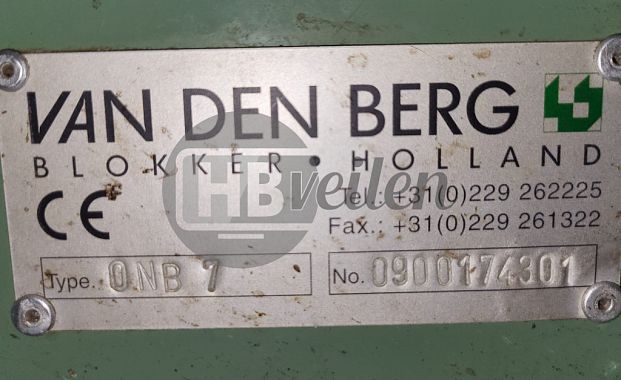 VAN DEN BERG
BLOKKER • HOLLAND
HBveilen
Tel.: +31(0)229 262225
CE Fax.: +31(0)229 261322
Type.: ONB 7 No. 0900174301